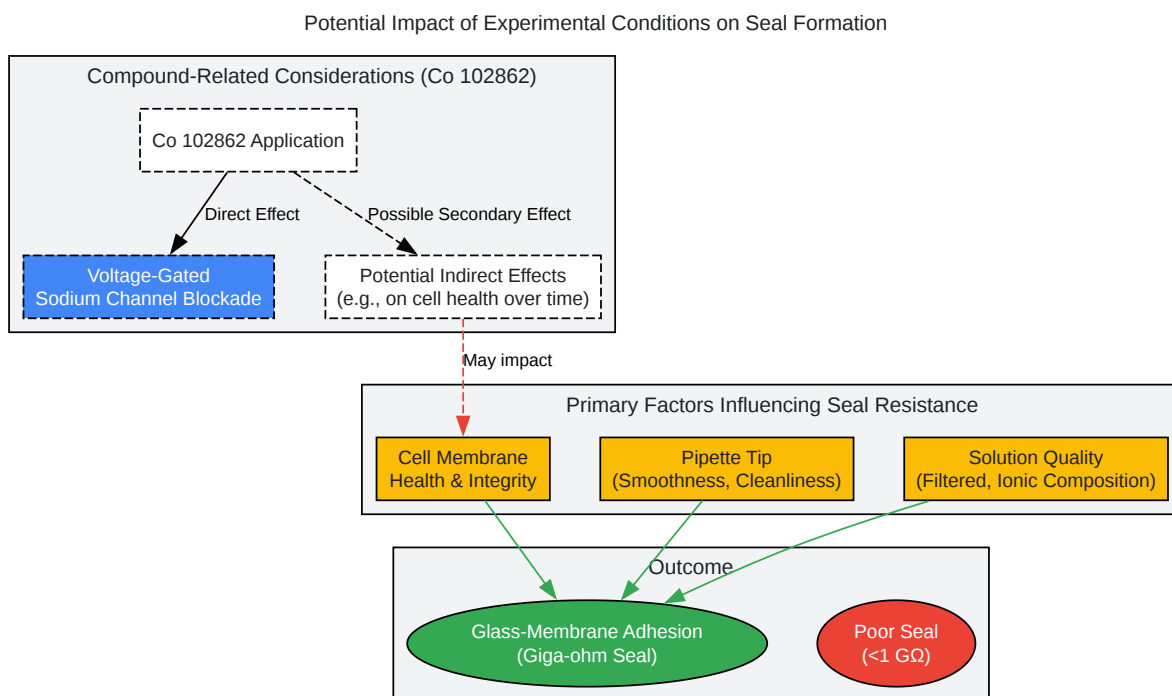 Potential Impact of Experimental Conditions on Seal Formation
Compound-Related Considerations (Co 102862)
Co 102862 Application
Direct Effect
Possible Secondary Effect
Voltage-Gated
Sodium Channel Blockade
Potential Indirect Effects
(e.g., on cell health over time)
May impact
Primary Factors Influencing Seal Resistance
Cell Membrane
Health & Integrity
Pipette Tip
(Smoothness, Cleanliness)
Solution Quality
(Filtered, Ionic Composition)
Outcome
Glass-Membrane Adhesion
(Giga-ohm Seal)
Poor Seal
(<1 GΩ)